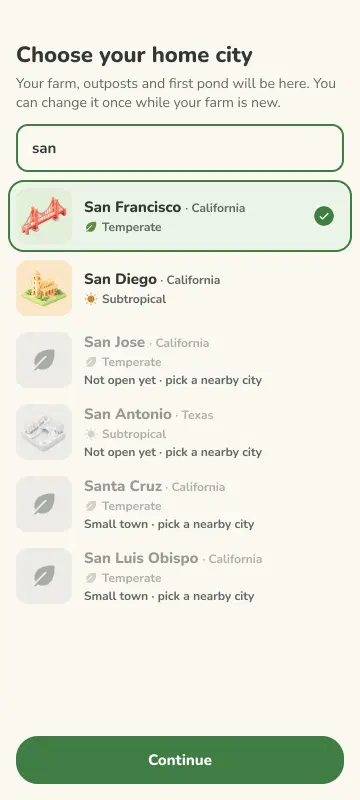 Choose your home city
Your farm, outposts and first pond will be here. You
can change it once while your farm is new.
san
San Francisco · California
Temperate
San Diego · California
Subtropical
San Jose · California
Temperate
Not open yet · pick a nearby city
San Antonio · Texas
Subtropical
Not open yet · pick a nearby city
Santa Cruz · California
Temperate
Small town · pick a nearby city
San Luis Obispo · California
Temperate
Small town · pick a nearby city
Continue